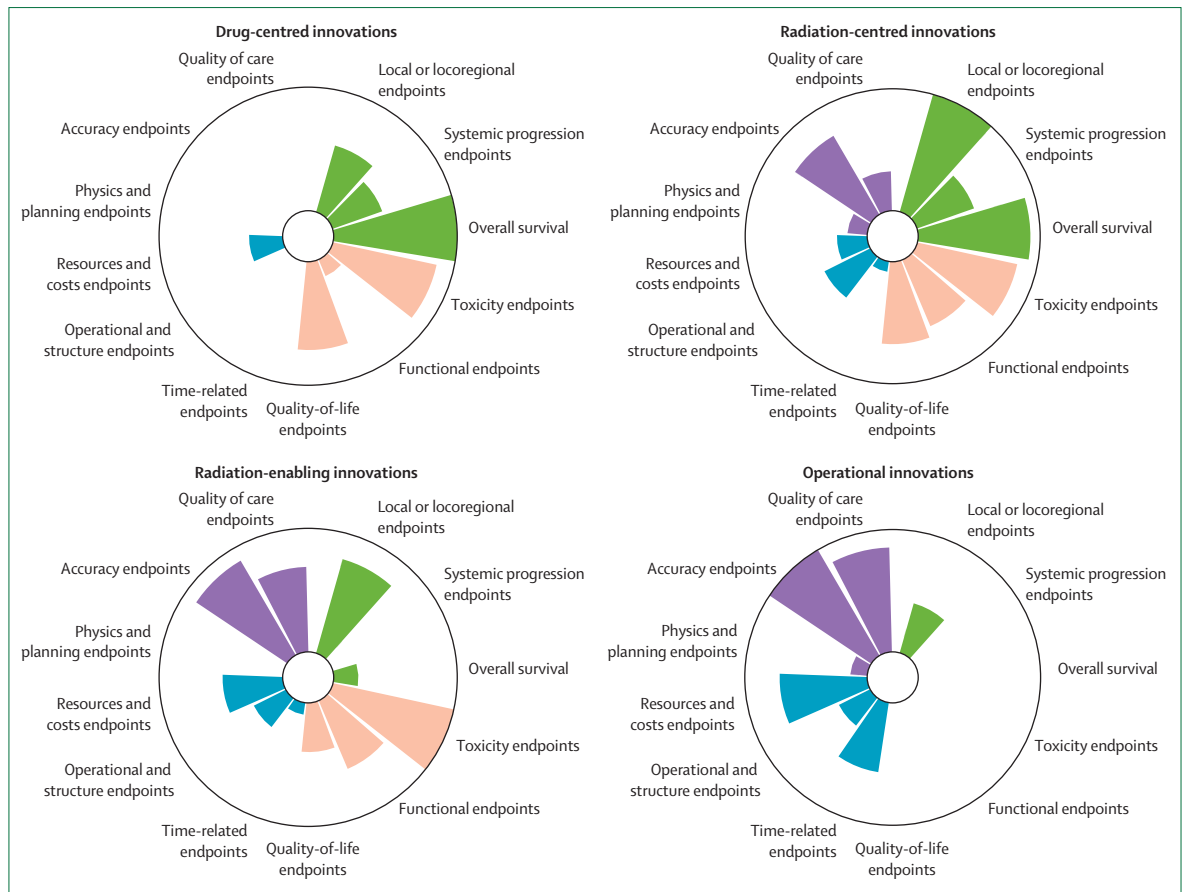 Drug-centred innovations
Quality of care
endpoints
Local or locoregional
endpoints
Accuracy endpoints
Systemic progression
endpoints
Physics and
planning endpoints
Overall survival
Resources and
costs endpoints
Toxicity endpoints
Operational and
structure endpoints
Functional endpoints
Time-related
endpoints
Quality-of-life
endpoints
Radiation-centred innovations
Quality of care
endpoints
Local or locoregional
endpoints
Accuracy endpoints
Systemic progression
endpoints
Physics and
planning endpoints
Overall survival
Resources and
costs endpoints
Toxicity endpoints
Operational and
structure endpoints
Functional endpoints
Time-related
endpoints
Quality-of-life
endpoints
Radiation-enabling innovations
Quality of care
endpoints
Local or locoregional
endpoints
Accuracy endpoints
Systemic progression
endpoints
Physics and
planning endpoints
Overall survival
Resources and
costs endpoints
Toxicity endpoints
Operational and
structure endpoints
Functional endpoints
Time-related
endpoints
Quality-of-life
endpoints
Operational innovations
Quality of care
endpoints
Local or locoregional
endpoints
Accuracy endpoints
Systemic progression
endpoints
Physics and
planning endpoints
Overall survival
Resources and
costs endpoints
Toxicity endpoints
Operational and
structure endpoints
Functional endpoints
Time-related
endpoints
Quality-of-life
endpoints